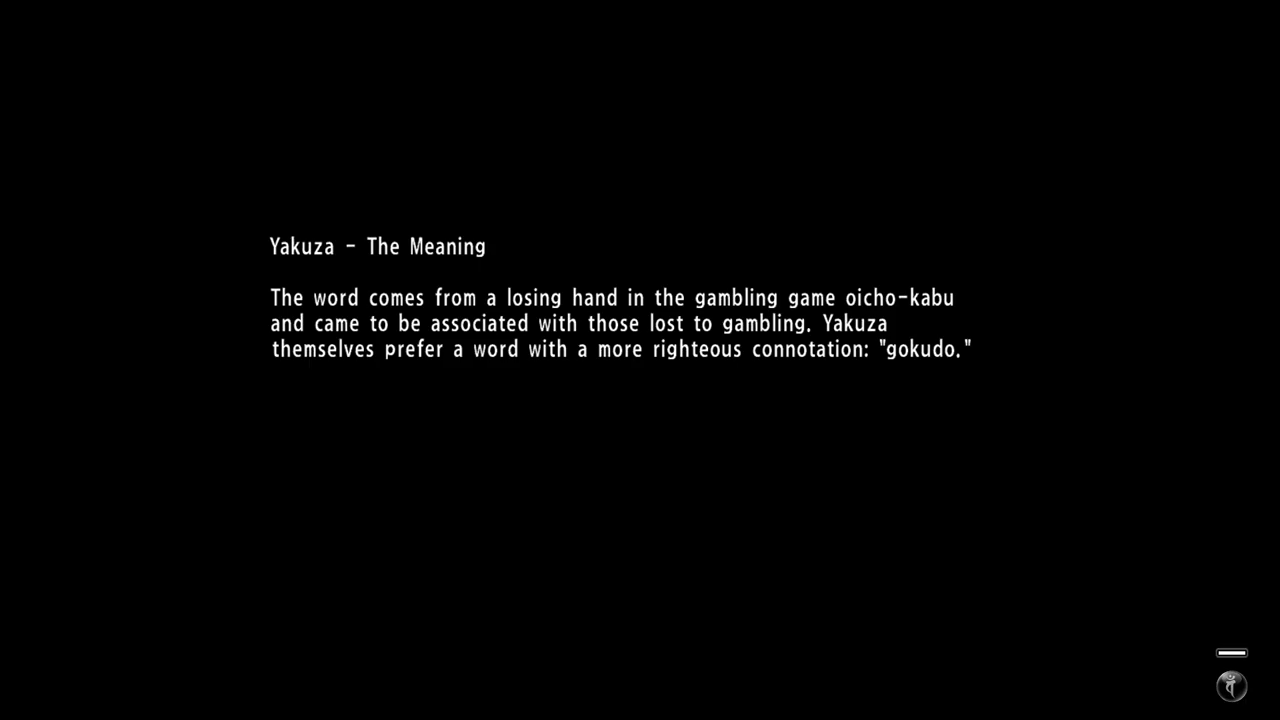 Yakuza - The Meaning
The word comes from a losing hand in the gambling game oicho-kabu
and came to be associated with those lost to gambling. Yakuza
themselves prefer a word with a more righteous connotation: "gokudo."